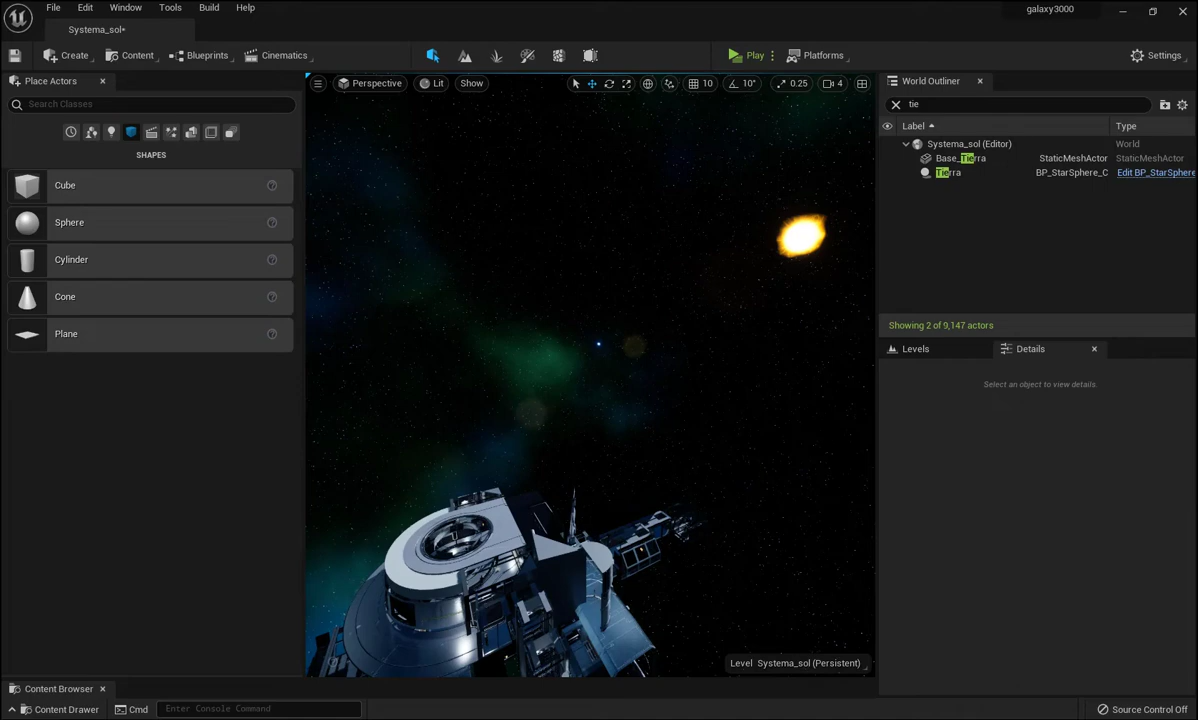 File Edit Window Tools Build Help
galaxy3000
Systema_sol*
Create Content Blueprints Cinematics Play Platforms Settings
Place Actors
Perspective Lit Show 10 10° 0.25 4
World Outliner
Search Classes
tie
Label Type
SHAPES
Systema_sol (Editor) World
Base_Tierra StaticMeshActor StaticMeshActor
Tierra BP_StarSphere_C Edit BP_StarSphere
Cube
Sphere
Cylinder
Cone
Plane
Showing 2 of 9,147 actors
Levels Details
Select an object to view details.
Level Systema_sol (Persistent)
Content Browser
Content Drawer Cmd Enter Console Command Source Control Off